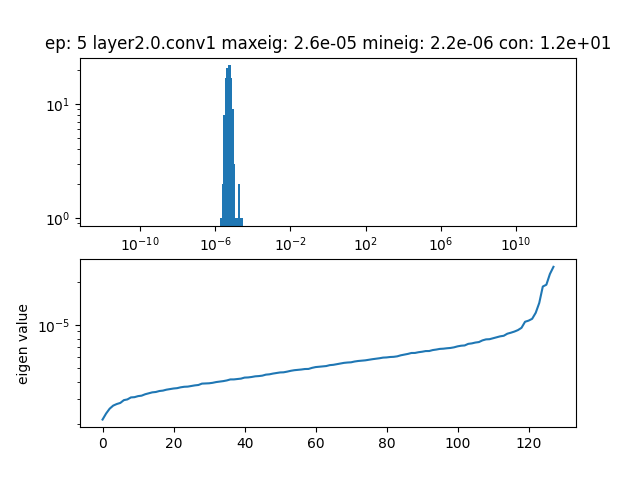 ep: 5 layer2.0.conv1 maxeig: 2.6e-05 mineig: 2.2e-06 con: 1.2e+01
10¹
10⁰
10⁻¹⁰ 10⁻⁶ 10⁻² 10² 10⁶ 10¹⁰
eigen value
10⁻⁵
0 20 40 60 80 100 120